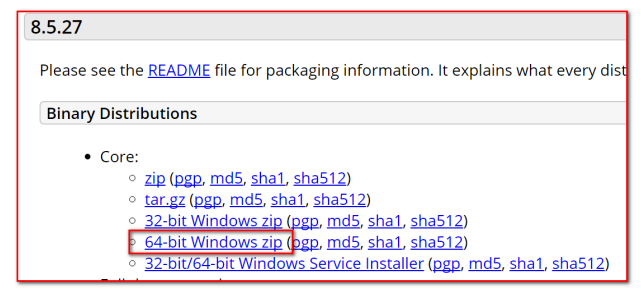 8.5.27
Please see the README file for packaging information. It explains what every dist
Binary Distributions
Core:
zip (pgp, md5, sha1, sha512)
tar.gz (pgp, md5, sha1, sha512)
32-bit Windows zip (pgp, md5, sha1, sha512)
64-bit Windows zip (pgp, md5, sha1, sha512)
32-bit/64-bit Windows Service Installer (pgp, md5, sha1, sha512)